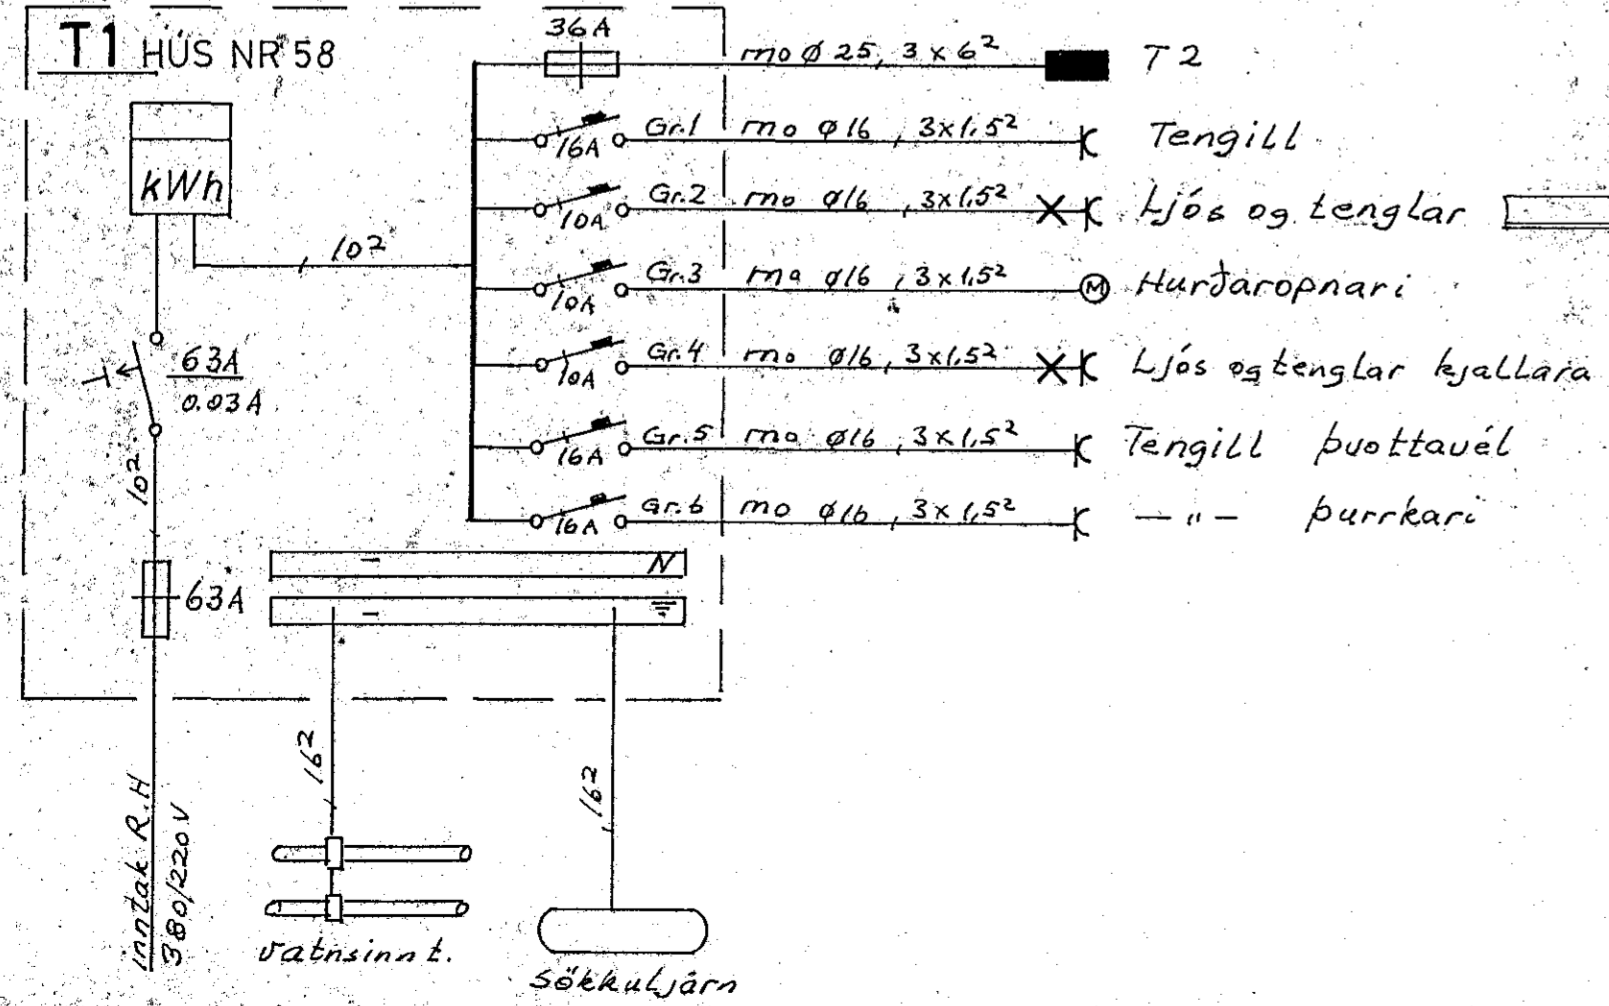 T1 HÚS NR 58
36A mo ø 25, 3 x 6² T 2
16A Gr.1 mo ø16, 3x1,5² Tengill
kWh
10A Gr.2 mo ø16, 3x1,5² Ljós og tenglar
10²
10A Gr.3 mo ø16, 3x1,5² M Hurðaropnari
63A
0.03A
10A Gr.4 mo ø16, 3x1,5² Ljós og tenglar kjallara
16A Gr.5 mo ø16, 3x1,5² Tengill þvottavél
10²
16A Gr.6 mo ø16, 3x1,5² — " — þurrkari
N
63A
16²
16²
inntak R.H
380/220V
vatnsinnt.
Sökkuljárn